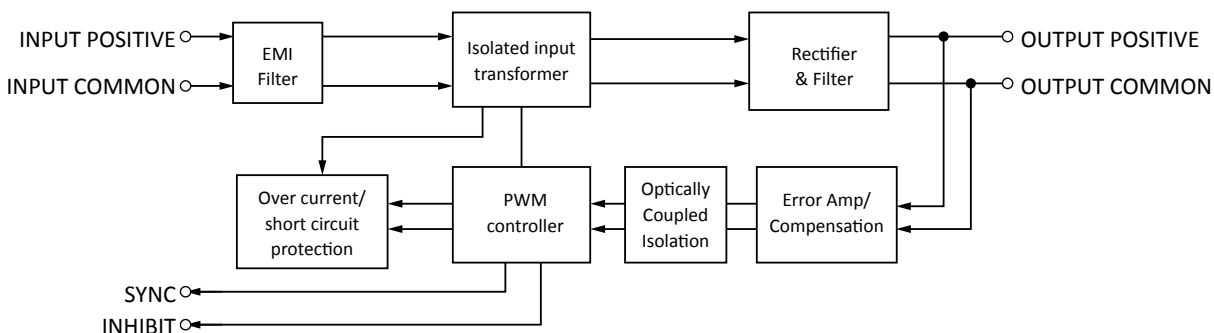 INPUT POSITIVE
INPUT COMMON
EMI
Filter
Isolated input
transformer
Rectifier
& Filter
OUTPUT POSITIVE
OUTPUT COMMON
Over current/
short circuit
protection
PWM
controller
Optically
Coupled
Isolation
Error Amp/
Compensation
SYNC
INHIBIT